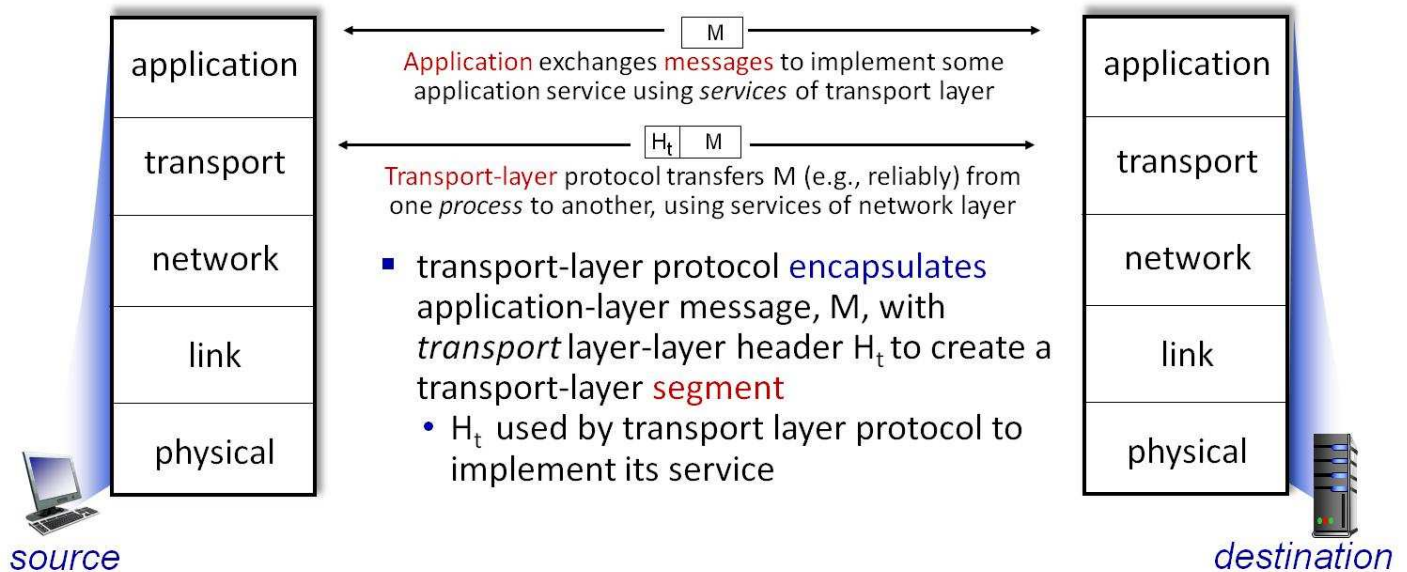 application
transport
network
link
physical
source
M
Application exchanges messages to implement some
application service using services of transport layer
Ht M
Transport-layer protocol transfers M (e.g., reliably) from
one process to another, using services of network layer
▪ transport-layer protocol encapsulates
application-layer message, M, with
transport layer-layer header Ht to create a
transport-layer segment
• Ht used by transport layer protocol to
implement its service
application
transport
network
link
physical
destination